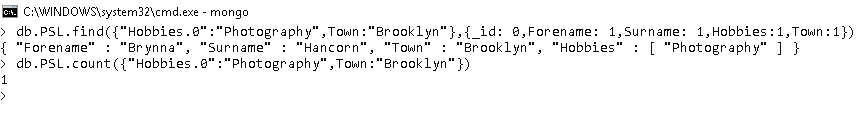 C:\WINDOWS\system32\cmd.exe - mongo
> db.PSL.find({"Hobbies.0":"Photography",Town:"Brooklyn"},{_id: 0,Forename: 1,Surname: 1,Hobbies:1,Town:1})
{ "Forename" : "Brynna", "Surname" : "Hancorn", "Town" : "Brooklyn", "Hobbies" : [ "Photography" ] }
> db.PSL.count({"Hobbies.0":"Photography",Town:"Brooklyn"})
1
>